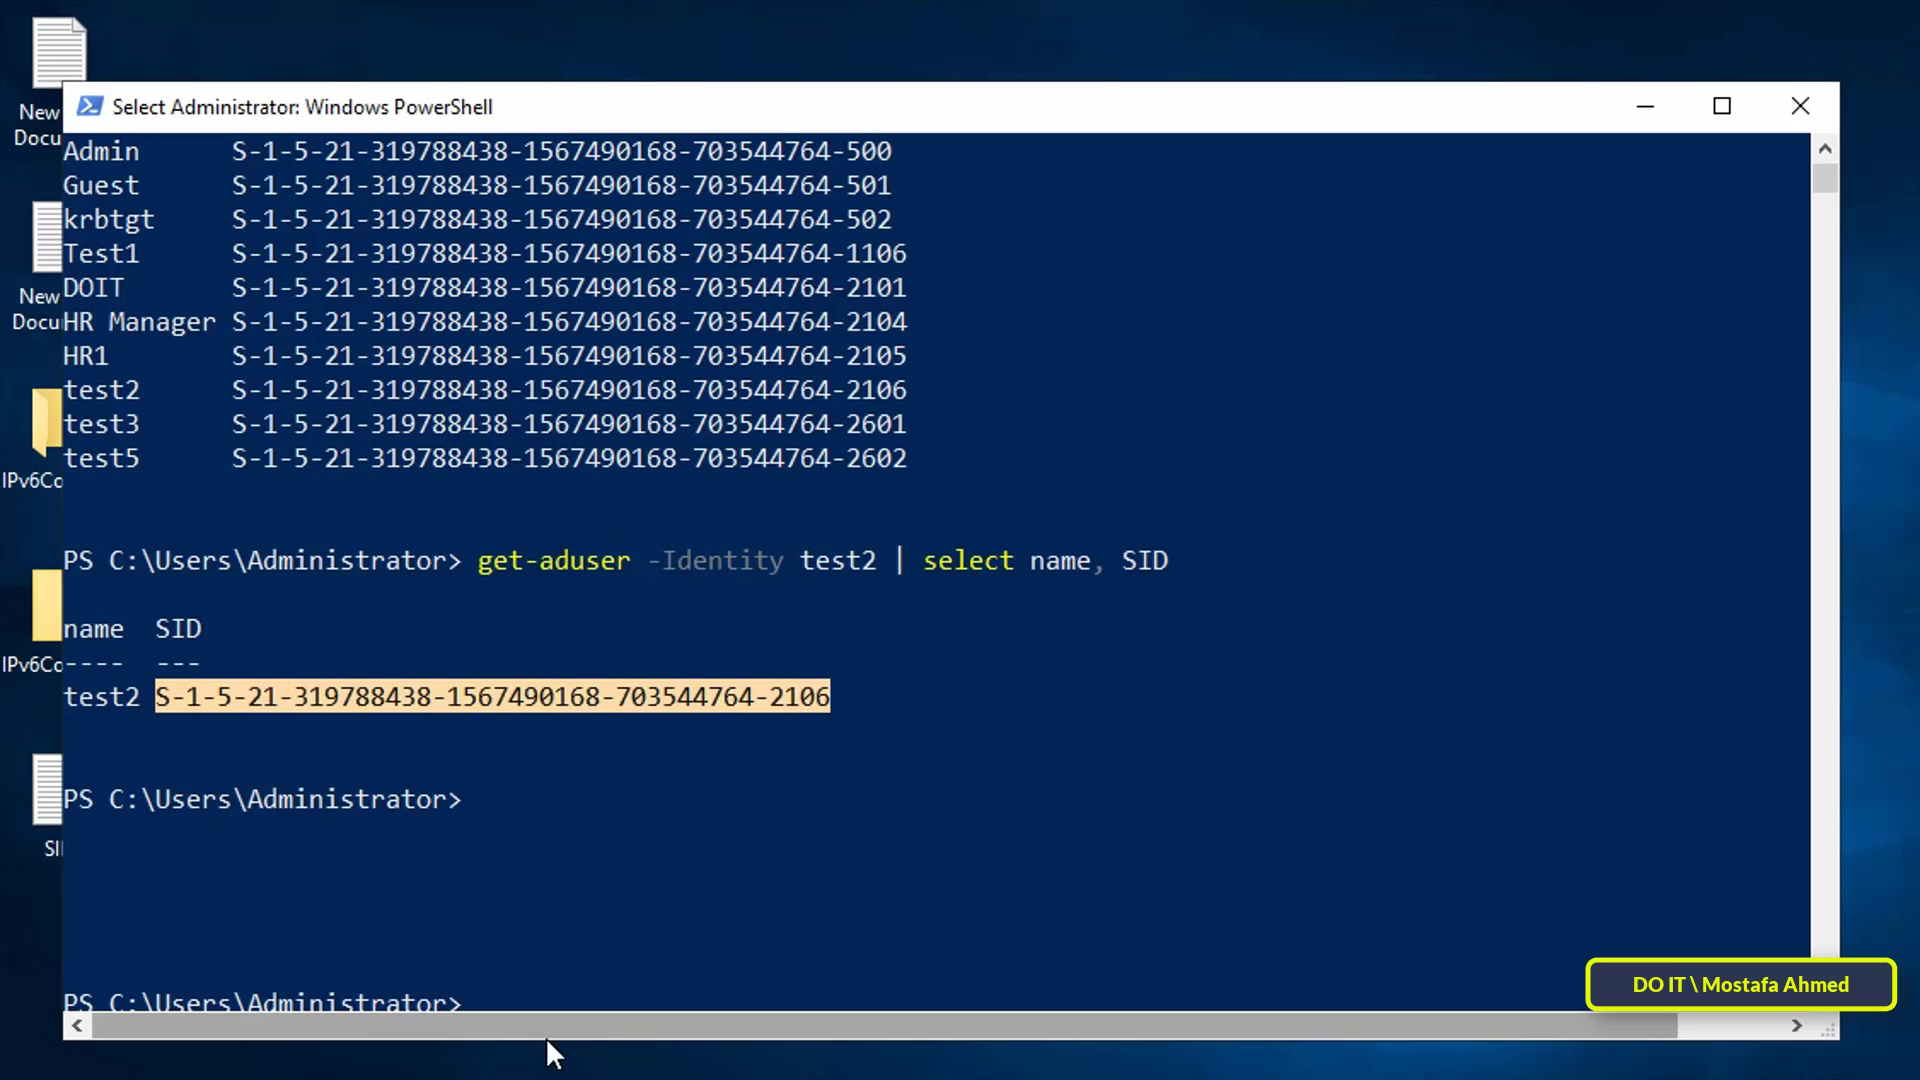 New
Docu
New
Docu
IPv6Co
IPv6Co
SI
Select Administrator: Windows PowerShell
Admin S-1-5-21-319788438-1567490168-703544764-500
Guest S-1-5-21-319788438-1567490168-703544764-501
krbtgt S-1-5-21-319788438-1567490168-703544764-502
Test1 S-1-5-21-319788438-1567490168-703544764-1106
DOIT S-1-5-21-319788438-1567490168-703544764-2101
HR Manager S-1-5-21-319788438-1567490168-703544764-2104
HR1 S-1-5-21-319788438-1567490168-703544764-2105
test2 S-1-5-21-319788438-1567490168-703544764-2106
test3 S-1-5-21-319788438-1567490168-703544764-2601
test5 S-1-5-21-319788438-1567490168-703544764-2602
PS C:\Users\Administrator> get-aduser -Identity test2 | select name, SID
name SID
---- ---
test2 S-1-5-21-319788438-1567490168-703544764-2106
PS C:\Users\Administrator>
PS C:\Users\Administrator>
DO IT \ Mostafa Ahmed